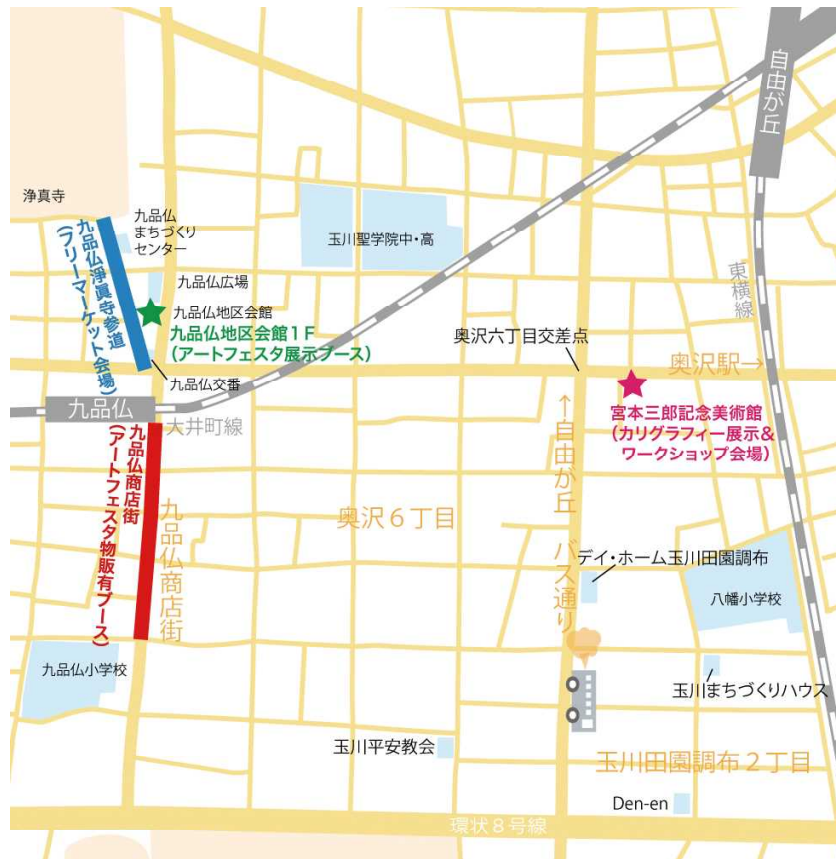 自由が丘
浄真寺
九品仏
まちづくり
センター
玉川聖学院中・高
東横線
九品仏浄眞寺参道
(フリーマーケット会場)
九品仏広場
九品仏地区会館
九品仏地区会館1F
(アートフェスタ展示ブース)
奥沢六丁目交差点
奥沢駅→
九品仏交番
九品仏
大井町線
宮本三郎記念美術館
(カリグラフィー展示&
ワークショップ会場)
←自由が丘 バス通り
九品仏商店街
(アートフェスタ物販有ブース)
九品仏商店街
奥沢6丁目
デイ・ホーム玉川田園調布
八幡小学校
九品仏小学校
玉川まちづくりハウス
玉川平安教会
玉川田園調布2丁目
Den-en
環状8号線